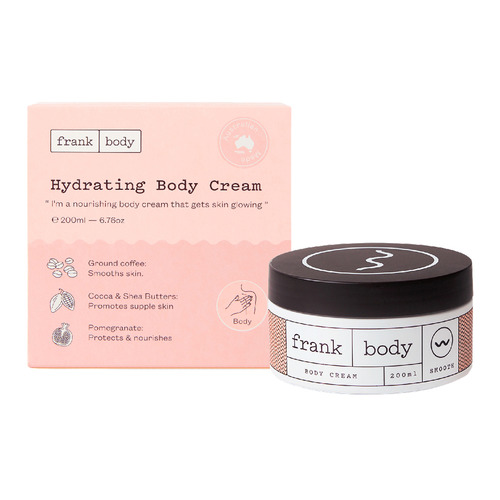 frank body
Hydrating Body Cream
" I'm a nourishing body cream that gets skin glowing "
℮ 200ml — 6.76oz
Ground coffee:
Smooths skin.
Cocoa & Shea Butters:
Promotes supple skin
Pomegranate:
Protects & nourishes
Body
frank body
BODY CREAM
200ml
SMOOTH